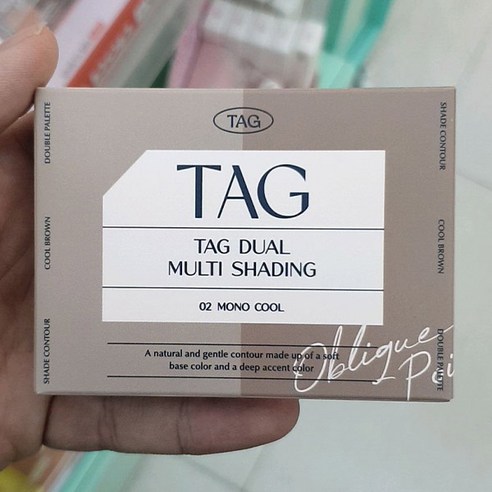 TAG
TAG
TAG DUAL
MULTI SHADING
02 MONO COOL
A natural and gentle contour made up of a soft
base color and a deep accent color
DOUBLE PALETTE
COOL BROWN
SHADE CONTOUR
SHADE CONTOUR
COOL BROWN
DOUBLE PALETTE
Oblique